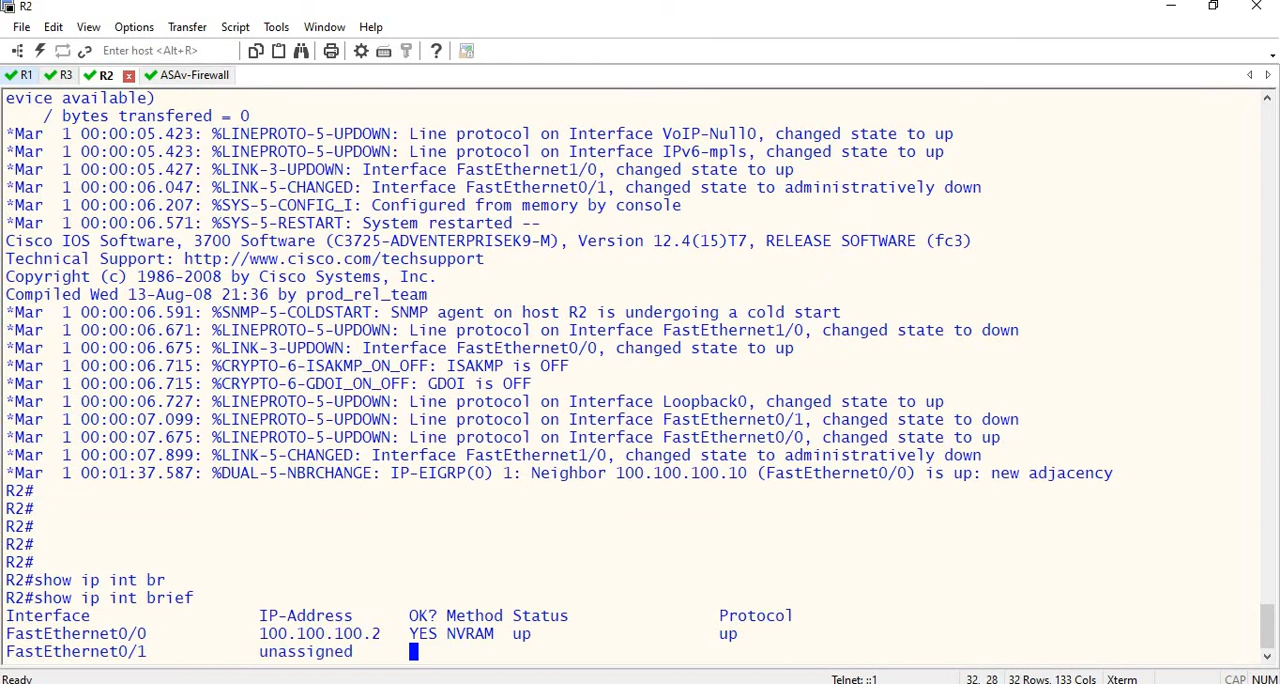 R2
File Edit View Options Transfer Script Tools Window Help
Enter host <Alt+R>
R1 R3 R2 ASAv-Firewall
evice available)
/ bytes transfered = 0
*Mar  1 00:00:05.423: %LINEPROTO-5-UPDOWN: Line protocol on Interface VoIP-Null0, changed state to up
*Mar  1 00:00:05.423: %LINEPROTO-5-UPDOWN: Line protocol on Interface IPv6-mpls, changed state to up
*Mar  1 00:00:05.427: %LINK-3-UPDOWN: Interface FastEthernet1/0, changed state to up
*Mar  1 00:00:06.047: %LINK-5-CHANGED: Interface FastEthernet0/1, changed state to administratively down
*Mar  1 00:00:06.207: %SYS-5-CONFIG_I: Configured from memory by console
*Mar  1 00:00:06.571: %SYS-5-RESTART: System restarted --
Cisco IOS Software, 3700 Software (C3725-ADVENTERPRISEK9-M), Version 12.4(15)T7, RELEASE SOFTWARE (fc3)
Technical Support: http://www.cisco.com/techsupport
Copyright (c) 1986-2008 by Cisco Systems, Inc.
Compiled Wed 13-Aug-08 21:36 by prod_rel_team
*Mar  1 00:00:06.591: %SNMP-5-COLDSTART: SNMP agent on host R2 is undergoing a cold start
*Mar  1 00:00:06.671: %LINEPROTO-5-UPDOWN: Line protocol on Interface FastEthernet1/0, changed state to down
*Mar  1 00:00:06.675: %LINK-3-UPDOWN: Interface FastEthernet0/0, changed state to up
*Mar  1 00:00:06.715: %CRYPTO-6-ISAKMP_ON_OFF: ISAKMP is OFF
*Mar  1 00:00:06.715: %CRYPTO-6-GDOI_ON_OFF: GDOI is OFF
*Mar  1 00:00:06.727: %LINEPROTO-5-UPDOWN: Line protocol on Interface Loopback0, changed state to up
*Mar  1 00:00:07.099: %LINEPROTO-5-UPDOWN: Line protocol on Interface FastEthernet0/1, changed state to down
*Mar  1 00:00:07.675: %LINEPROTO-5-UPDOWN: Line protocol on Interface FastEthernet0/0, changed state to up
*Mar  1 00:00:07.899: %LINK-5-CHANGED: Interface FastEthernet1/0, changed state to administratively down
*Mar  1 00:01:37.587: %DUAL-5-NBRCHANGE: IP-EIGRP(0) 1: Neighbor 100.100.100.10 (FastEthernet0/0) is up: new adjacency
R2#
R2#
R2#
R2#
R2#
R2#show ip int br
R2#show ip int brief
Interface IP-Address OK? Method Status Protocol
FastEthernet0/0 100.100.100.2 YES NVRAM up up
FastEthernet0/1 unassigned
Ready Telnet: ::1 32, 28 32 Rows, 133 Cols Xterm CAP NUM